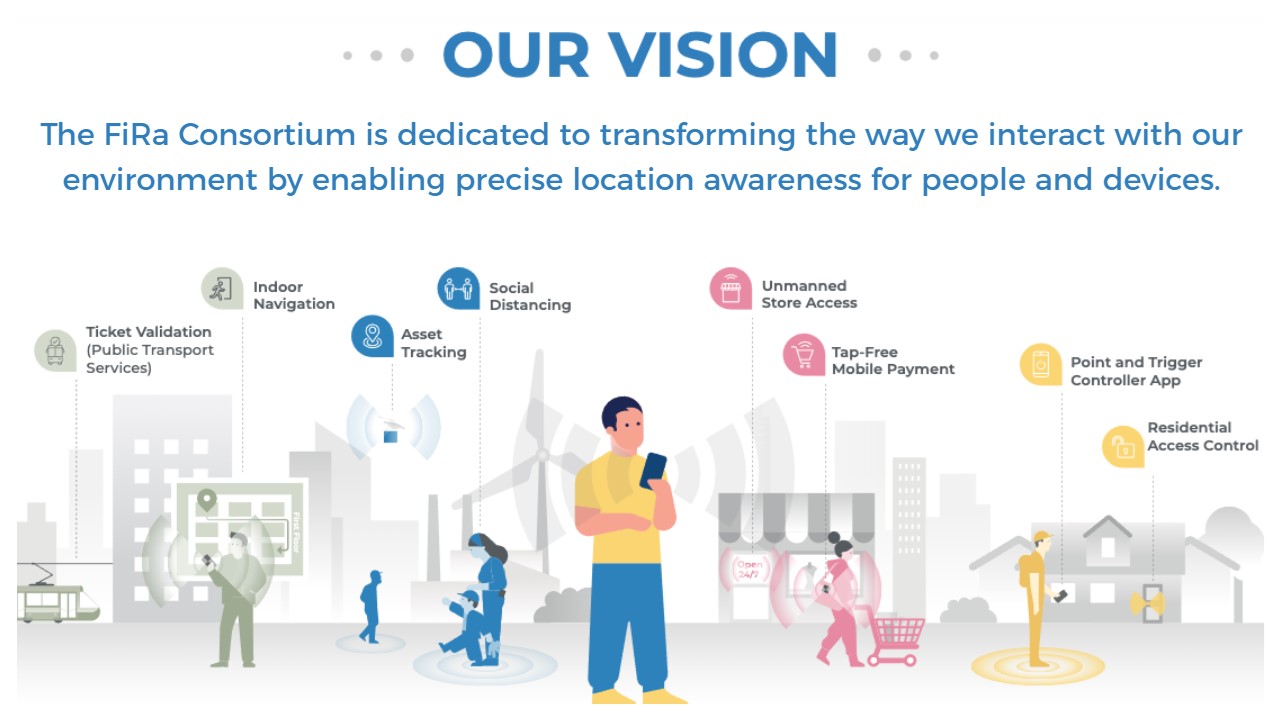 OUR VISION
The FiRa Consortium is dedicated to transforming the way we interact with our
environment by enabling precise location awareness for people and devices.
Ticket Validation
(Public Transport
Services)
Indoor
Navigation
Asset
Tracking
Social
Distancing
Unmanned
Store Access
Tap-Free
Mobile Payment
Point and Trigger
Controller App
Residential
Access Control
First Floor
Open
24/7